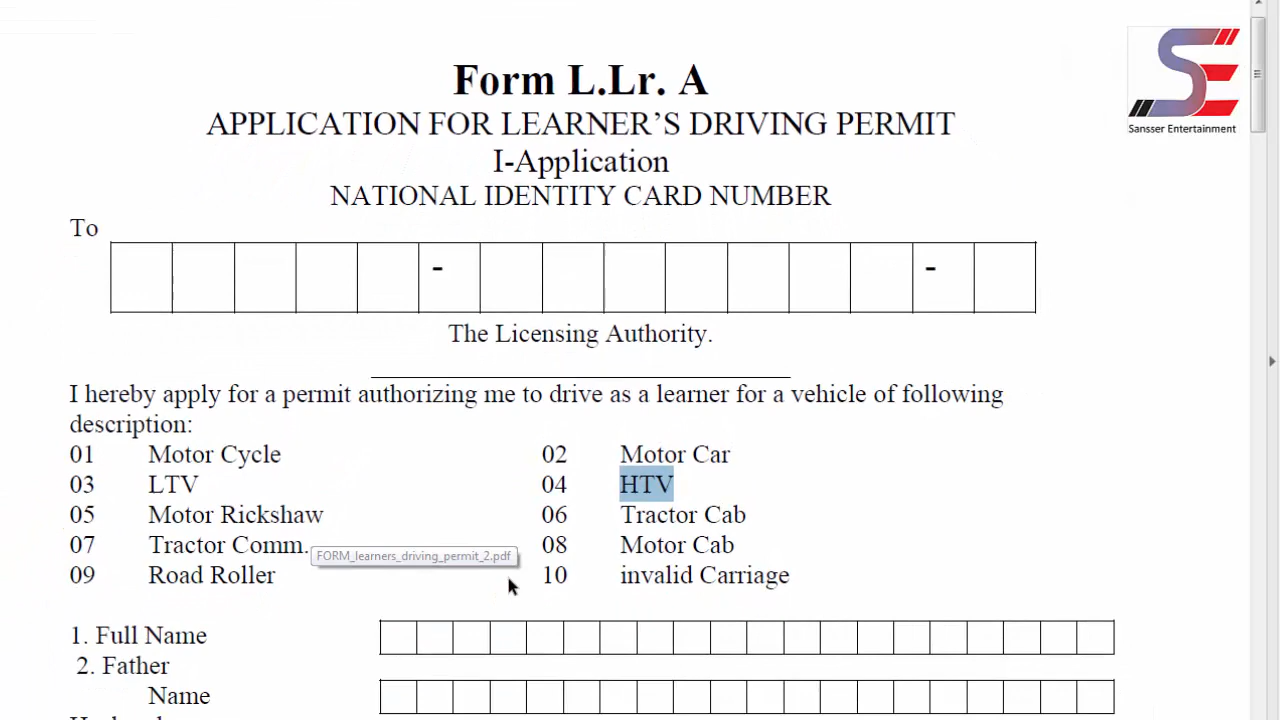 Form L.Lr. A
APPLICATION FOR LEARNER’S DRIVING PERMIT
I-Application
NATIONAL IDENTITY CARD NUMBER
Sansser Entertainment
To
- -
The Licensing Authority.
I hereby apply for a permit authorizing me to drive as a learner for a vehicle of following
description:
01 Motor Cycle 02 Motor Car
03 LTV 04 HTV
05 Motor Rickshaw 06 Tractor Cab
07 Tractor Comm. 08 Motor Cab
FORM_learners_driving_permit_2.pdf
09 Road Roller 10 invalid Carriage
1. Full Name
2. Father
Name